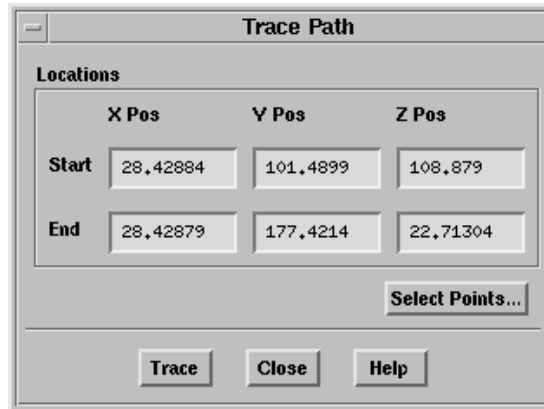 Trace Path
Locations
X Pos Y Pos Z Pos
Start 28.42884 101.4899 108.879
End 28.42879 177.4214 22.71304
Select Points...
Trace Close Help